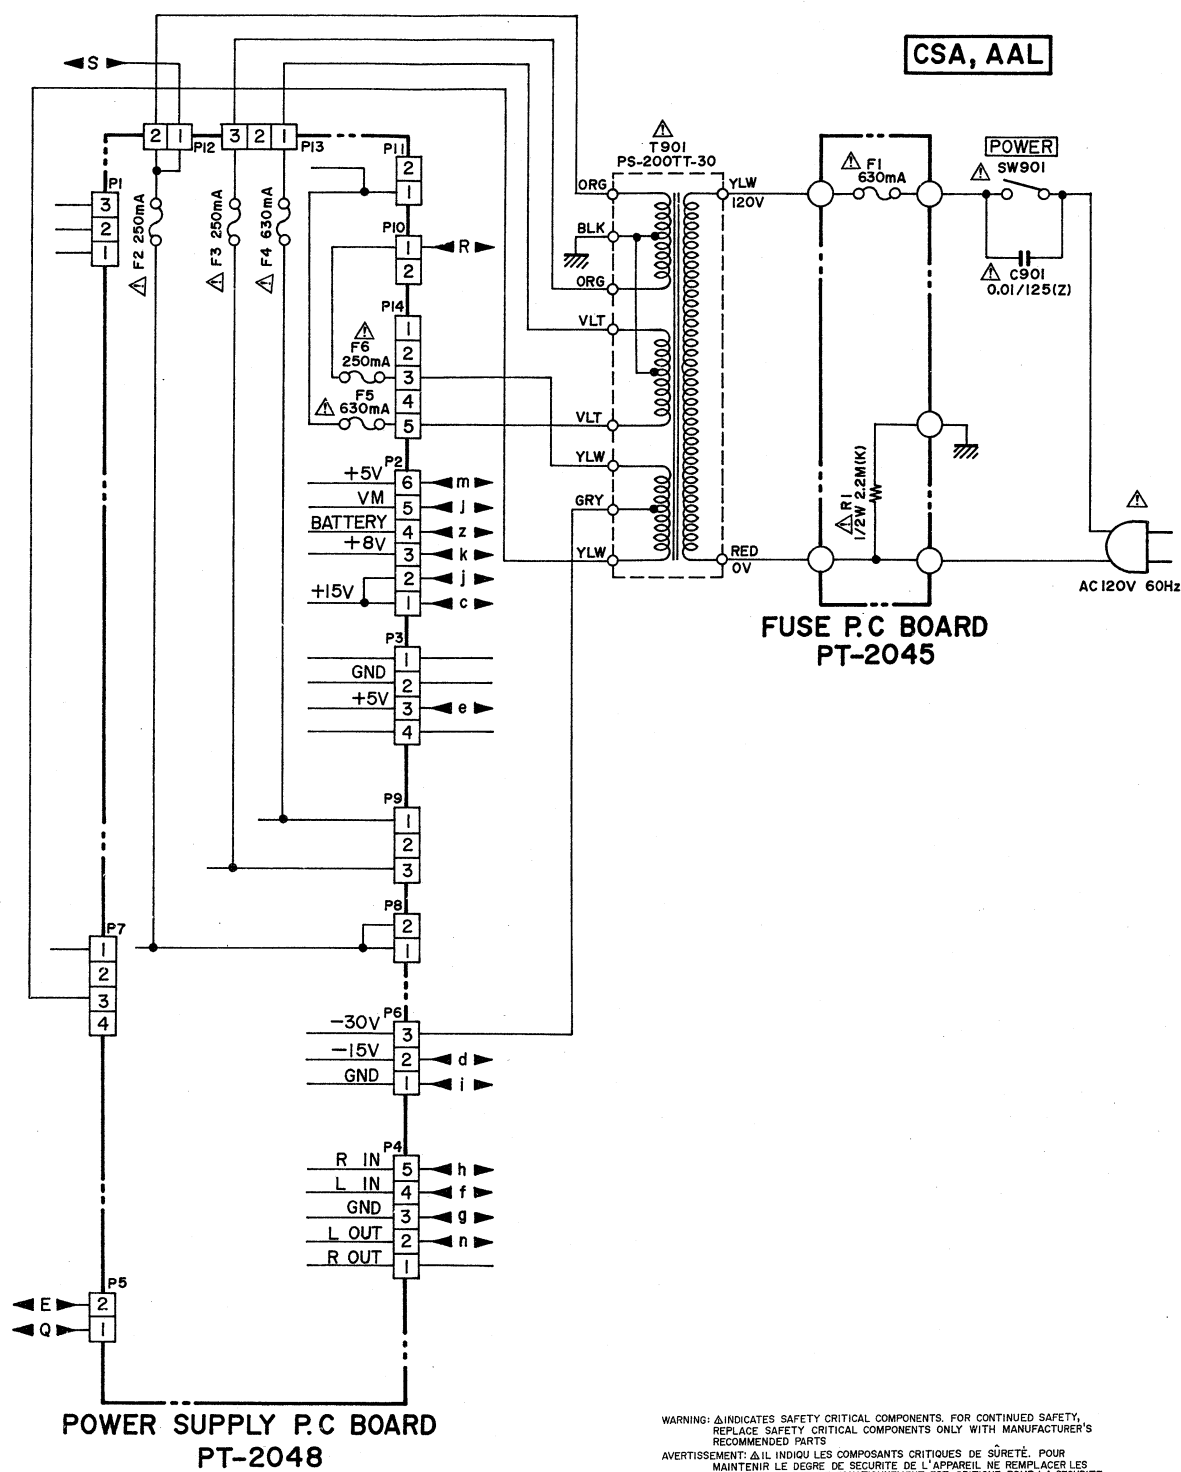 CSA, AAL
S
2 1
P12
3 2 1
P13
P11
2
1
P1
3
2
1
F2 250mA
F3 250mA
F4 630mA
P10
1
2
R
P14
1
2
3
4
5
F6
250mA
F5
630mA
T901
PS-200TT-30
ORG
BLK
ORG
VLT
VLT
YLW
GRY
YLW
YLW
120V
RED
0V
F1
630mA
POWER
SW901
C901
0.01/125(Z)
R1
1/2W 2.2M(K)
AC120V 60Hz
FUSE P.C BOARD
PT-2045
P2
+5V 6 m
VM 5 J
BATTERY 4 z
+8V 3 k
2 j
+15V 1 c
P3
1
GND 2
+5V 3 e
4
P9
1
2
3
P8
2
1
P7
1
2
3
4
P6
-30V 3
-15V 2 d
GND 1 i
P4
R IN 5 h
L IN 4 f
GND 3 g
L OUT 2 n
R OUT 1
P5
E 2
Q 1
POWER SUPPLY P.C BOARD
PT-2048
WARNING: ⚠INDICATES SAFETY CRITICAL COMPONENTS. FOR CONTINUED SAFETY,
REPLACE SAFETY CRITICAL COMPONENTS ONLY WITH MANUFACTURER'S
RECOMMENDED PARTS
AVERTISSEMENT: ⚠IL INDIQU LES COMPOSANTS CRITIQUES DE SÛRETÉ. POUR
MAINTENIR LE DEGRE DE SECURITE DE L'APPAREIL NE REMPLACER LES